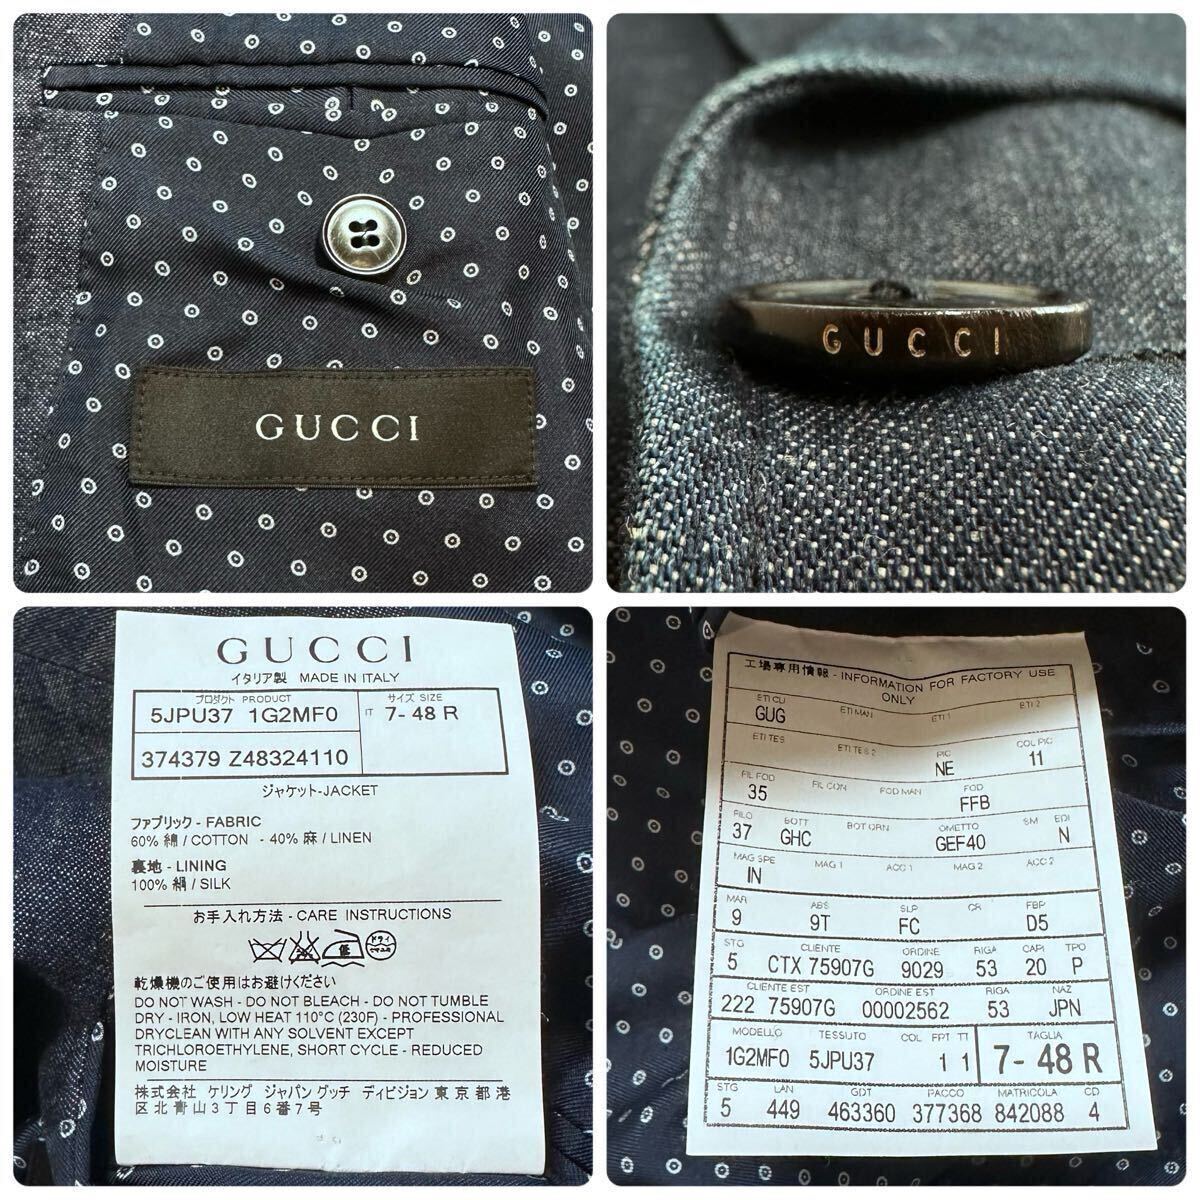 GUCCI
GUCCI
GUCCI
イタリア製 MADE IN ITALY
プロダクト PRODUCT
サイズ SIZE
5JPU37 1G2MF0
IT 7- 48 R
374379 Z48324110
ジャケット-JACKET
ファブリック - FABRIC
60% 綿 / COTTON - 40% 麻 / LINEN
裏地 - LINING
100% 絹 / SILK
お手入れ方法 - CARE INSTRUCTIONS
低 ドライ
乾燥機のご使用はお避けください
DO NOT WASH - DO NOT BLEACH - DO NOT TUMBLE
DRY - IRON, LOW HEAT 110°C (230F) - PROFESSIONAL
DRYCLEAN WITH ANY SOLVENT EXCEPT
TRICHLOROETHYLENE, SHORT CYCLE - REDUCED
MOISTURE
株式会社 ケリング ジャパン グッチ ディビジョン 東京都港
区北青山3丁目6番7号
工場専用情報 - INFORMATION FOR FACTORY USE
ONLY
ETI CU ETI MAN ETI 1 ETI 2
GUG
ETI TES ETI TES 2 PIC COL PIC
NE 11
FIL FOD FIL CON FOD MAN FOD
35 FFB
FILO BOTT BOT ORN OMETTO SM EDI
37 GHC GEF40 N
MAG SPE MAG 1 ACC 1 MAG 2 ACC 2
IN
MAR ABS SLP CR FBP
9 9T FC D5
STG CLIENTE ORDINE RIGA CAPI TPO
5 CTX 75907G 9029 53 20 P
CLIENTE EST ORDINE EST RIGA NAZ
222 75907G 00002562 53 JPN
MODELLO TESSUTO COL FPT TT TAGLIA
1G2MF0 5JPU37 1 1 7- 48 R
STG LAN GDT PACCO MATRICOLA CD
5 449 463360 377368 842088 4